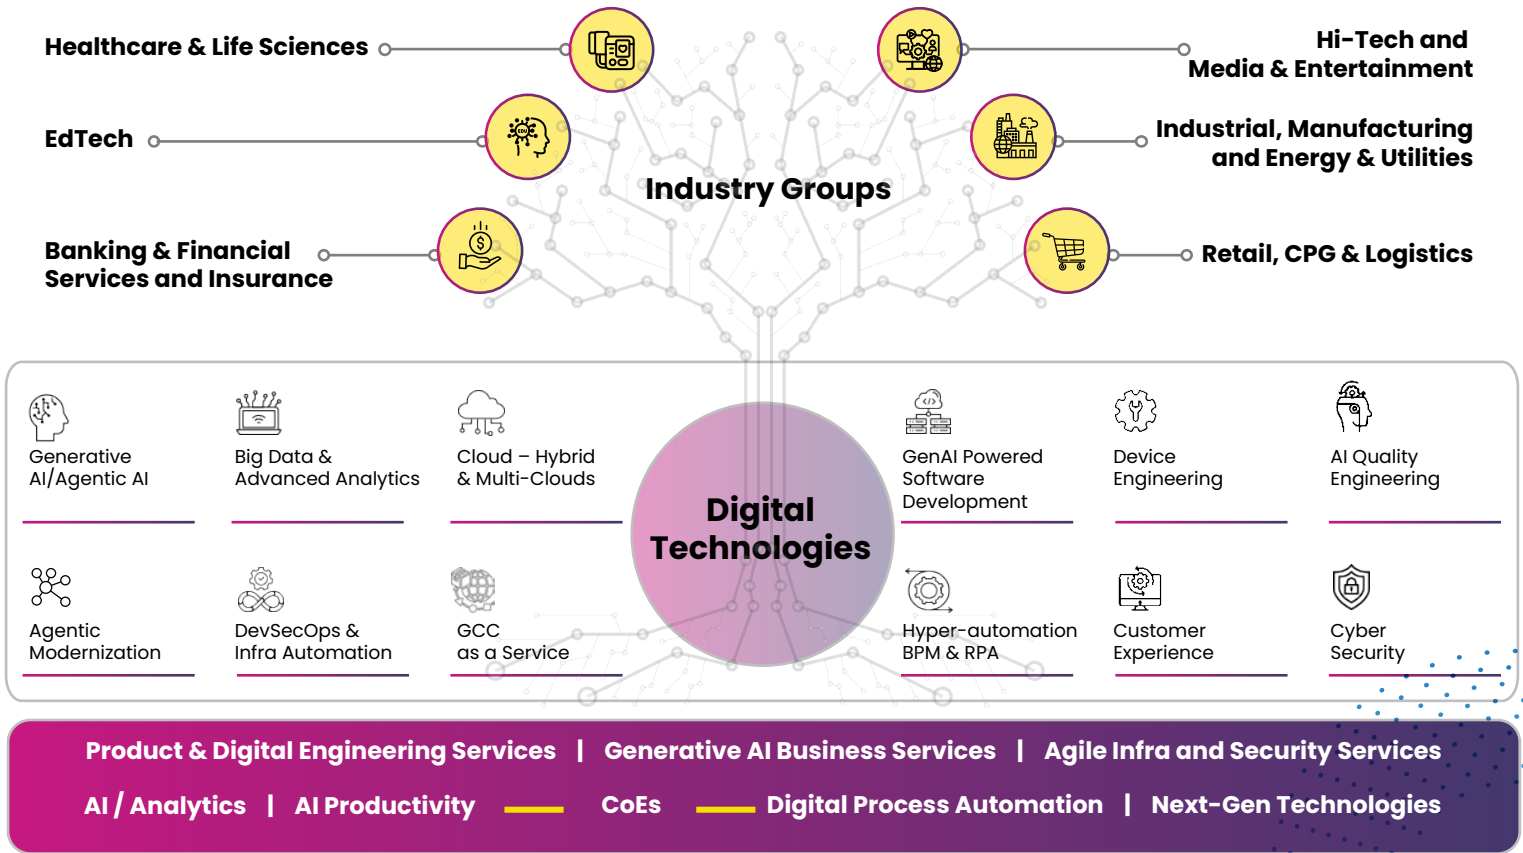 Healthcare & Life Sciences
EdTech
Banking & Financial
Services and Insurance
Industry Groups
Hi-Tech and
Media & Entertainment
Industrial, Manufacturing
and Energy & Utilities
Retail, CPG & Logistics
EDU
Generative
AI/Agentic AI
Big Data &
Advanced Analytics
Cloud – Hybrid
& Multi-Clouds
Digital
Technologies
GenAI Powered
Software
Development
Device
Engineering
AI Quality
Engineering
Agentic
Modernization
DevSecOps &
Infra Automation
GCC
as a Service
Hyper-automation
BPM & RPA
Customer
Experience
Cyber
Security
Product & Digital Engineering Services | Generative AI Business Services | Agile Infra and Security Services
AI / Analytics | AI Productivity CoEs Digital Process Automation | Next-Gen Technologies